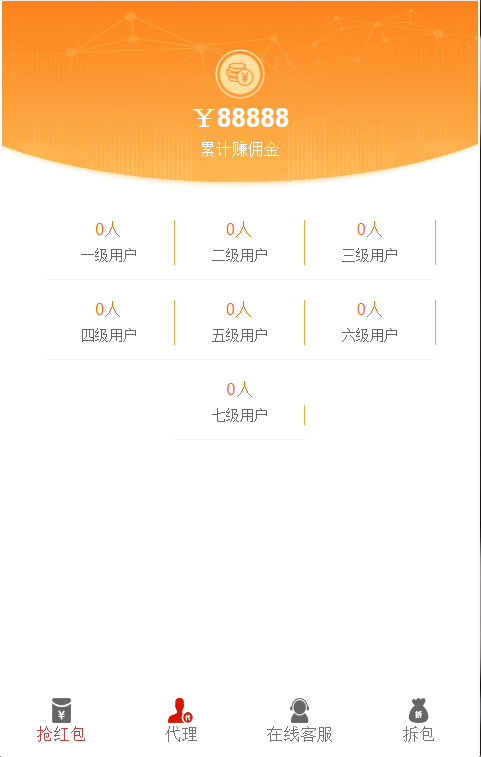 ￥88888
累计赚佣金
0人 0人 0人
一级用户 二级用户 三级用户
0人 0人 0人
四级用户 五级用户 六级用户
0人
七级用户
¥ 代 拆
抢红包 代理 在线客服 拆包